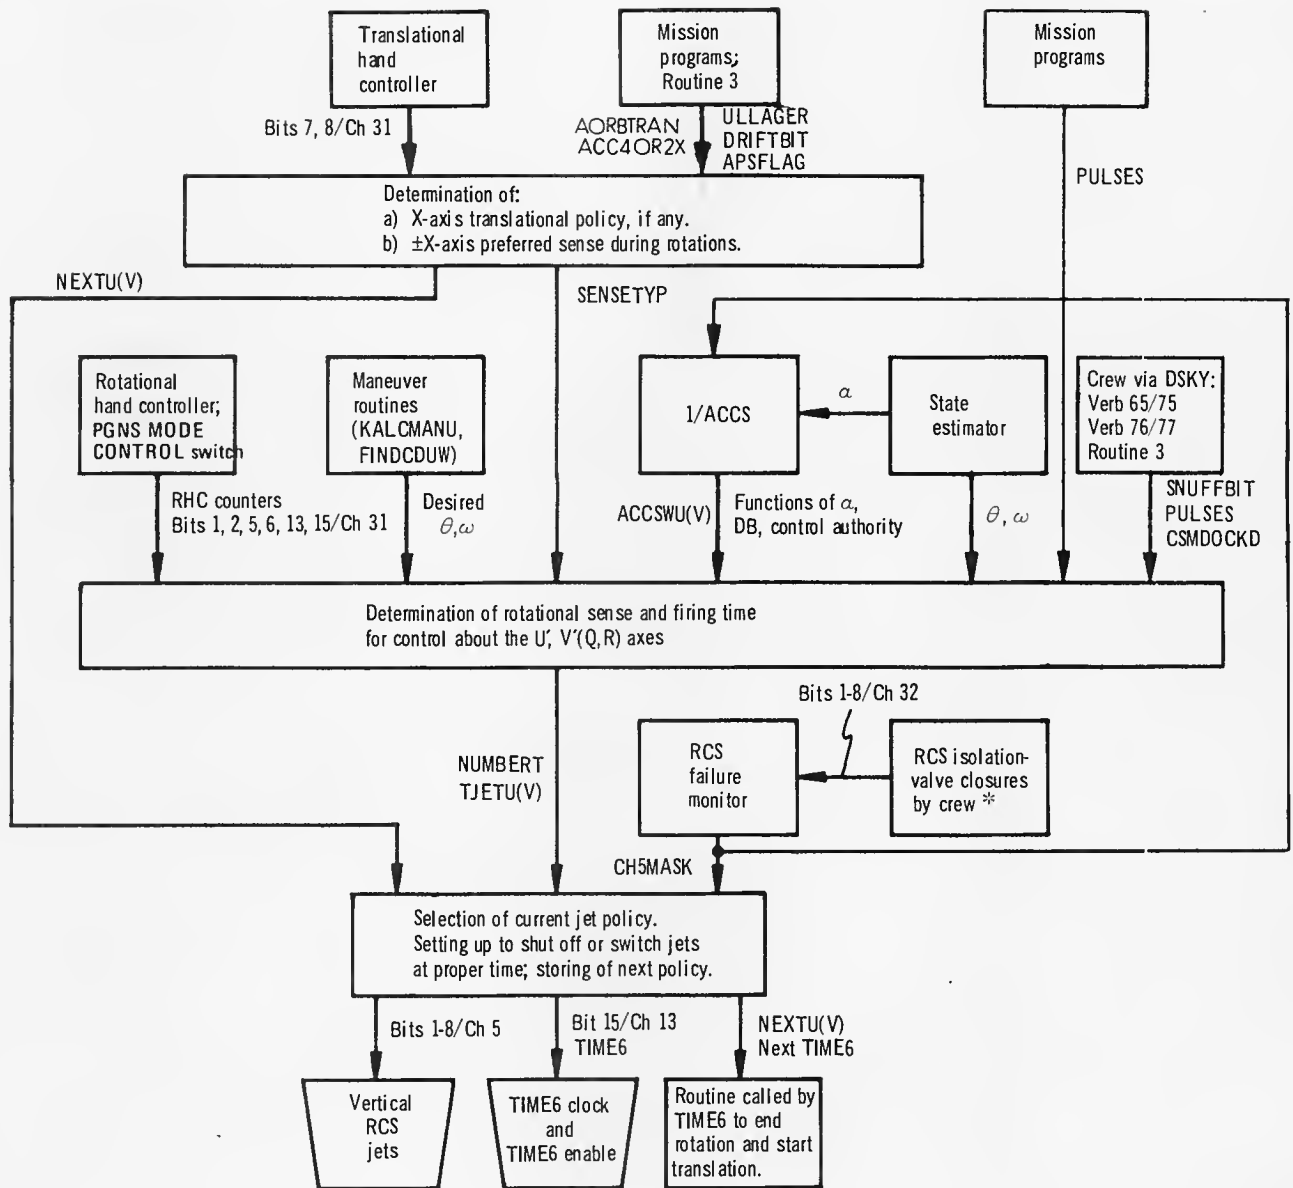 Translational
hand
controller
Mission
programs;
Routine 3
Mission
programs
Bits 7, 8/Ch 31
AORBTRAN
ACC4OR2X
ULLAGER
DRIFTBIT
APSFLAG
PULSES
Determination of:
a) X-axis translational policy, if any.
b) ±X-axis preferred sense during rotations.
NEXTU(V)
SENSETYP
Rotational
hand controller;
PGNS MODE
CONTROL switch
Maneuver
routines
(KALCMANU,
FINDCDUW)
1/ACCS
α
State
estimator
Crew via DSKY:
Verb 65/75
Verb 76/77
Routine 3
RHC counters
Bits 1, 2, 5, 6, 13, 15/Ch 31
Desired
θ,ω
ACCSWU(V)
Functions of α,
DB, control authority
θ, ω
SNUFFBIT
PULSES
CSMDOCKD
Determination of rotational sense and firing time
for control about the U', V'(Q,R) axes
Bits 1-8/Ch 32
NUMBERT
TJETU(V)
RCS
failure
monitor
RCS isolation-
valve closures
by crew *
CH5MASK
Selection of current jet policy.
Setting up to shut off or switch jets
at proper time; storing of next policy.
Bits 1-8/Ch 5
Bit 15/Ch 13
TIME6
NEXTU(V)
Next TIME6
Vertical
RCS
jets
TIME6 clock
and
TIME6 enable
Routine called by
TIME6 to end
rotation and start
translation.